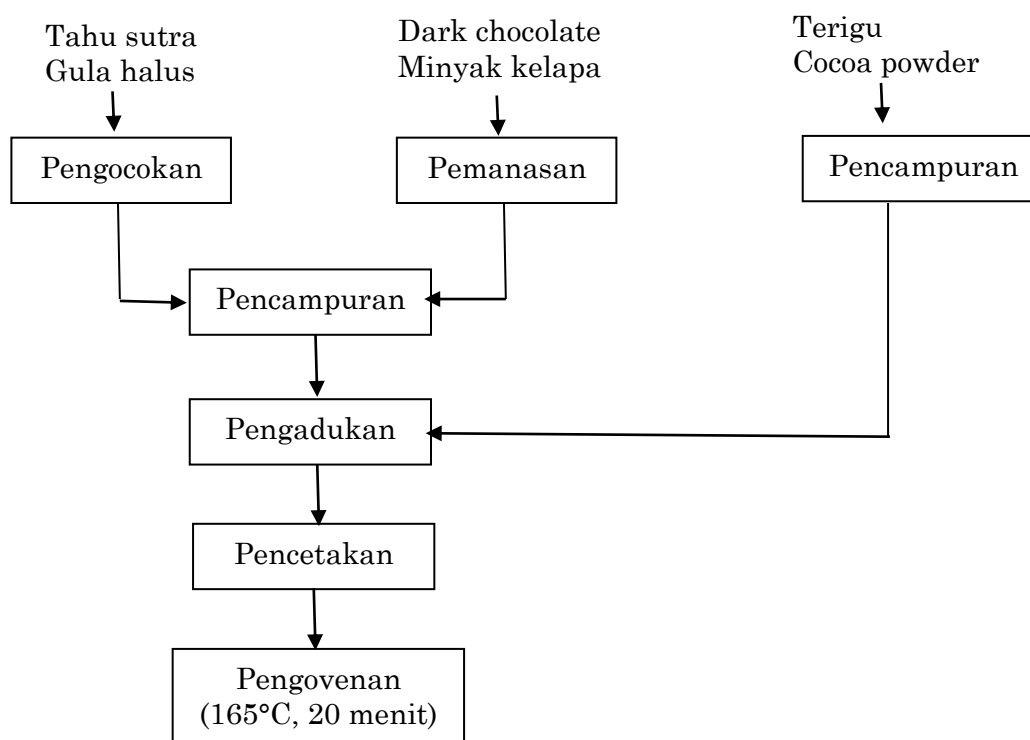 Tahu sutra
Gula halus
Dark chocolate
Minyak kelapa
Terigu
Cocoa powder
Pengocokan
Pemanasan
Pencampuran
Pencampuran
Pengadukan
Pencetakan
Pengovenan
(165°C, 20 menit)